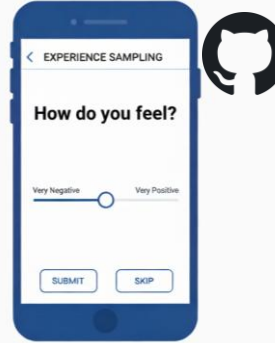 < EXPERIENCE SAMPLING
How do you feel?
Very Negative Very Positive
SUBMIT SKIP